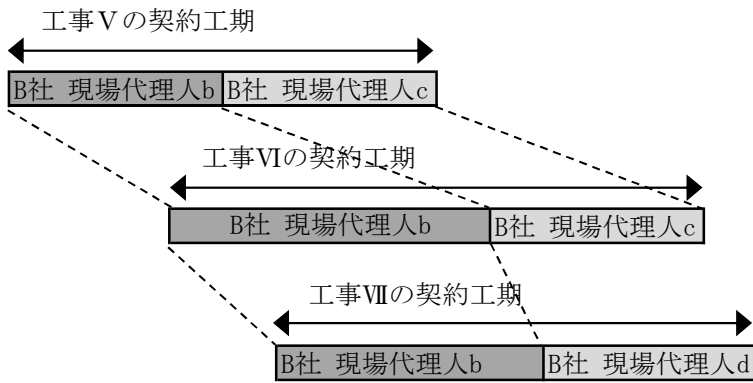 工事Ⅴの契約工期
B社 現場代理人b B社 現場代理人c
工事Ⅵの契約工期
B社 現場代理人b B社 現場代理人c
工事Ⅶの契約工期
B社 現場代理人b B社 現場代理人d